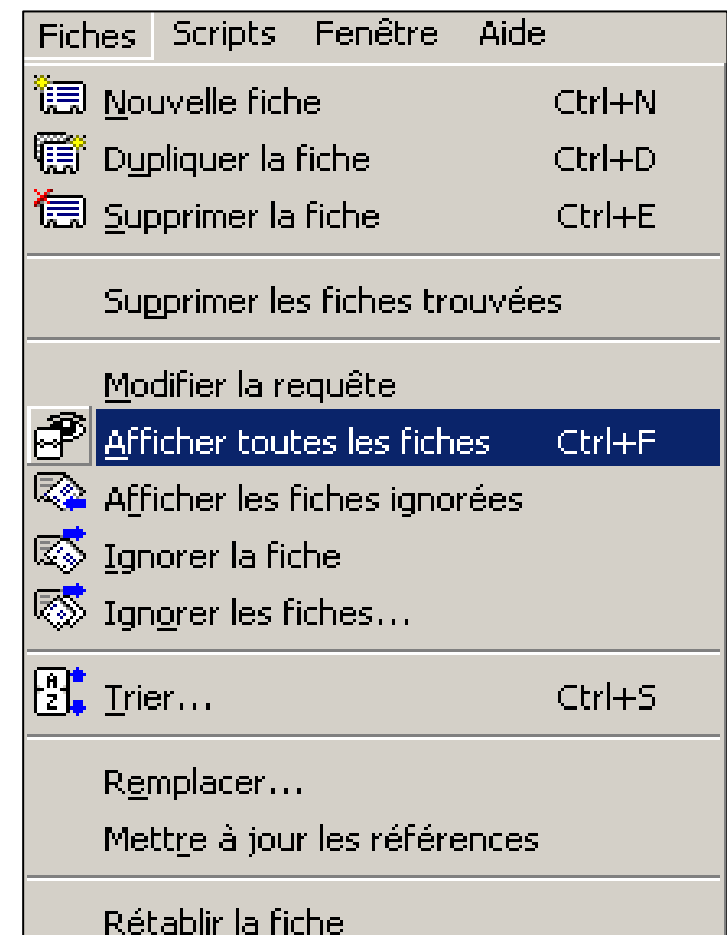 Fiches Scripts Fenêtre Aide
Nouvelle fiche Ctrl+N
Dupliquer la fiche Ctrl+D
Supprimer la fiche Ctrl+E
Supprimer les fiches trouvées
Modifier la requête
Afficher toutes les fiches Ctrl+F
Afficher les fiches ignorées
Ignorer la fiche
Ignorer les fiches...
Trier... Ctrl+S
Remplacer...
Mettre à jour les références
Rétablir la fiche